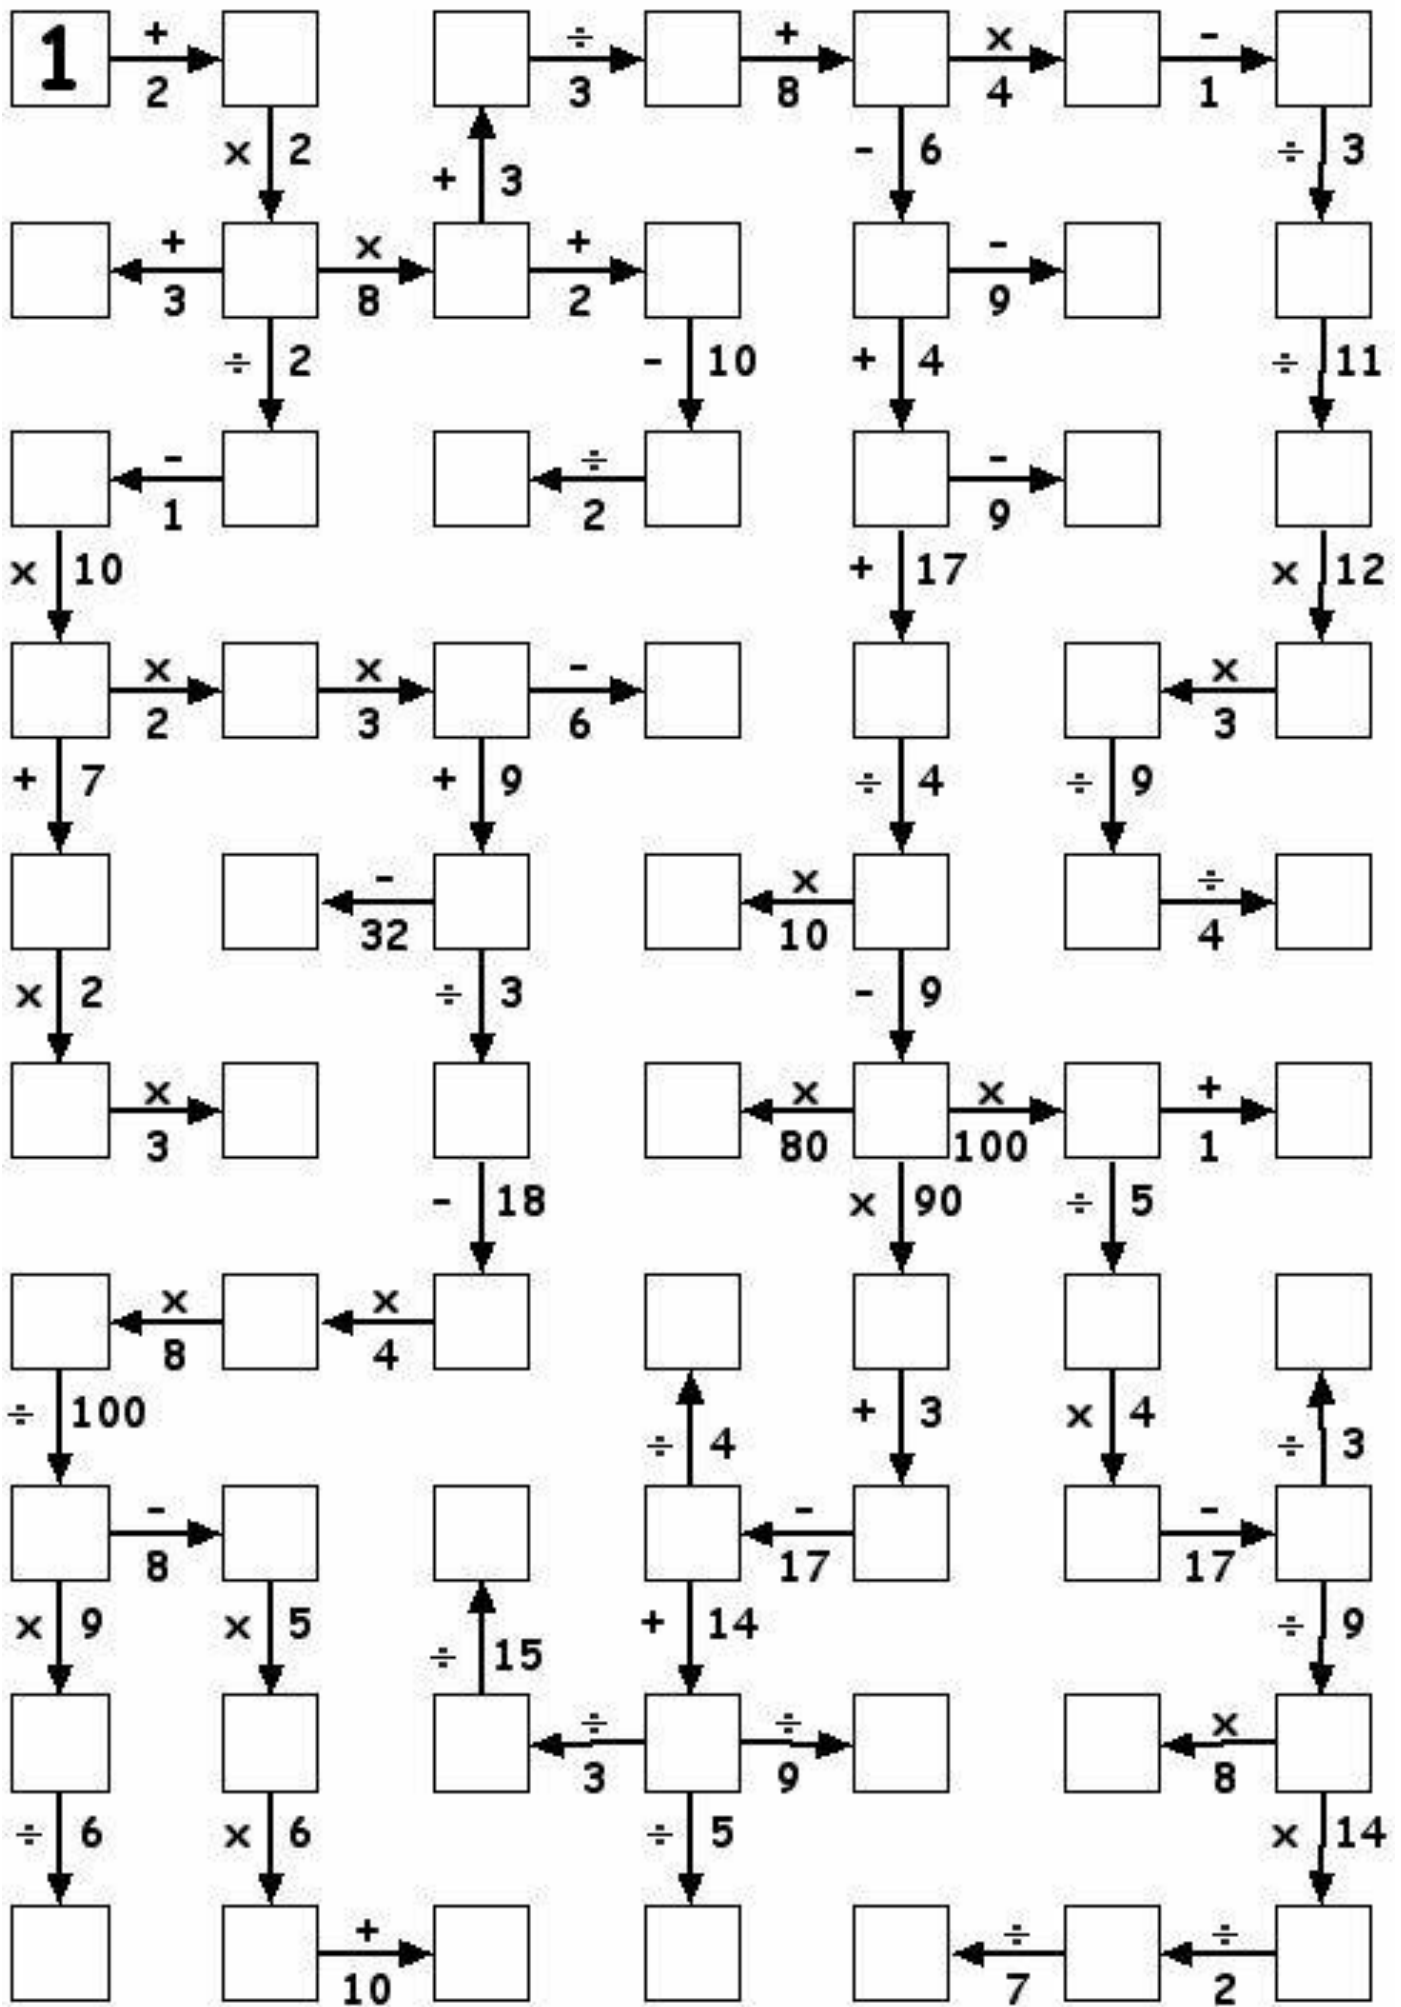 1 + 2 ÷ 3 + 8 × 4 - 1
× 2 + 3 - 6 ÷ 3
+ 3 × 8 + 2 - 9
÷ 2 - 10 + 4 ÷ 11
- 1 ÷ 2 - 9
× 10 + 17 × 12
× 2 × 3 - 6 × 3
+ 7 + 9 ÷ 4 ÷ 9
- 32 × 10 ÷ 4
× 2 ÷ 3 - 9
× 3 × 80 × 100 + 1
- 18 × 90 ÷ 5
× 8 × 4
÷ 100 ÷ 4 + 3 × 4 ÷ 3
- 8 - 17 - 17
× 9 × 5 ÷ 15 + 14 ÷ 9
÷ 3 ÷ 9 × 8
÷ 6 × 6 ÷ 5 × 14
+ 10 ÷ 7 ÷ 2